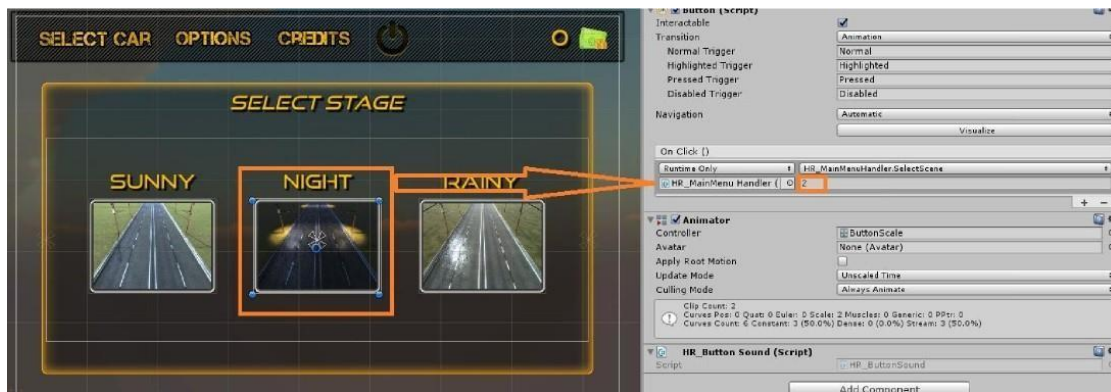 SELECT CAR OPTIONS CREDITS 0
SELECT STAGE
SUNNY NIGHT RAINY
Button (Script)
Interactable
Transition Animation
Normal Trigger Normal
Highlighted Trigger Highlighted
Pressed Trigger Pressed
Disabled Trigger Disabled
Navigation Automatic
Visualize
On Click ()
Runtime Only HR_MainMenuHandler.SelectScene
HR_MainMenu Handler ( 2
+ -
Animator
Controller ButtonScale
Avatar None (Avatar)
Apply Root Motion
Update Mode Unscaled Time
Culling Mode Always Animate
Clip Count: 2
Curves Pos: 0 Quat: 0 Euler: 0 Scale: 2 Muscles: 0 Generic: 0 PPtr: 0
Curves Count: 6 Constant: 3 (50.0%) Dense: 0 (0.0%) Stream: 3 (50.0%)
HR_Button Sound (Script)
Script HR_ButtonSound
Add Component